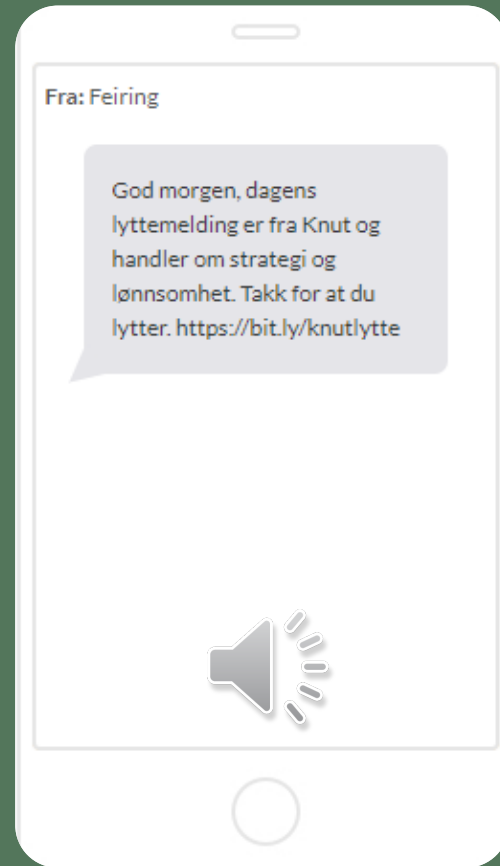 Fra: Feiring
God morgen, dagens
lyttemelding er fra Knut og
handler om strategi og
lønnsomhet. Takk for at du
lytter. https://bit.ly/knutlytte